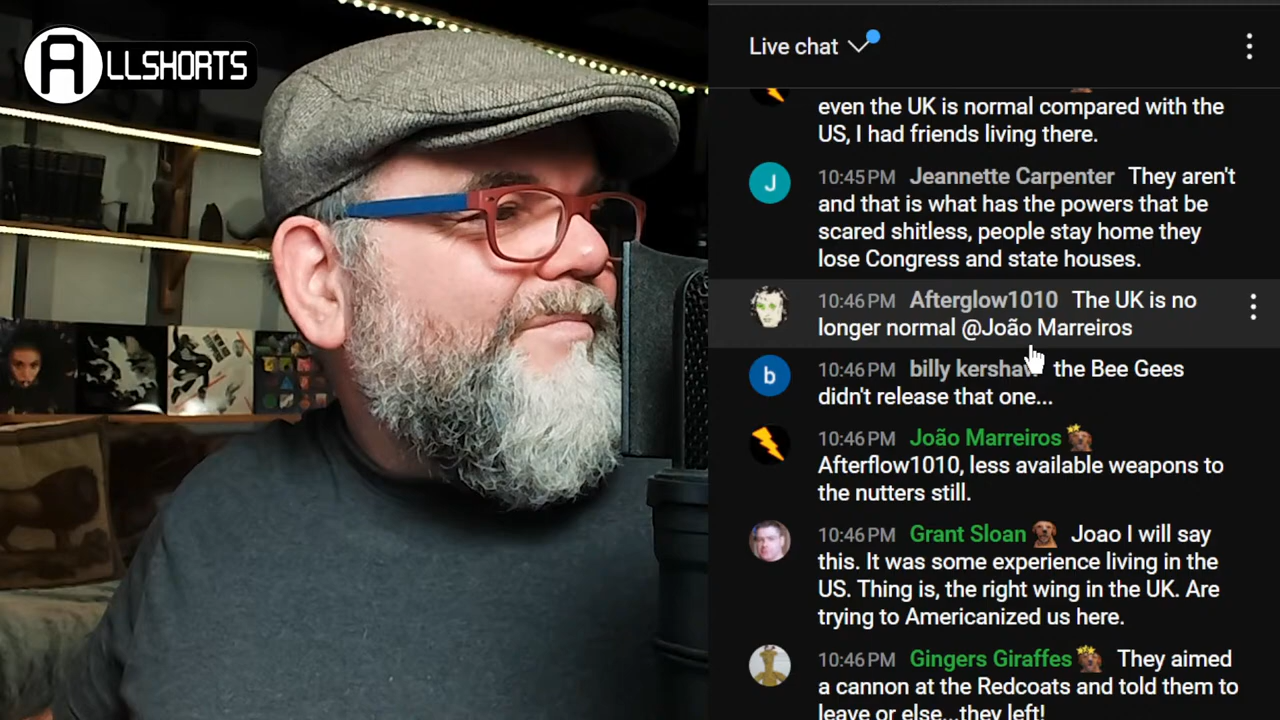 ALLSHORTS
Live chat
even the UK is normal compared with the
US, I had friends living there.
J
10:45 PM Jeannette Carpenter They aren't
and that is what has the powers that be
scared shitless, people stay home they
lose Congress and state houses.
10:46 PM Afterglow1010 The UK is no
longer normal @João Marreiros
b
10:46 PM billy kershaw the Bee Gees
didn't release that one...
10:46 PM João Marreiros
Afterflow1010, less available weapons to
the nutters still.
10:46 PM Grant Sloan Joao I will say
this. It was some experience living in the
US. Thing is, the right wing in the UK. Are
trying to Americanized us here.
10:46 PM Gingers Giraffes They aimed
a cannon at the Redcoats and told them to
leave or else...they left!